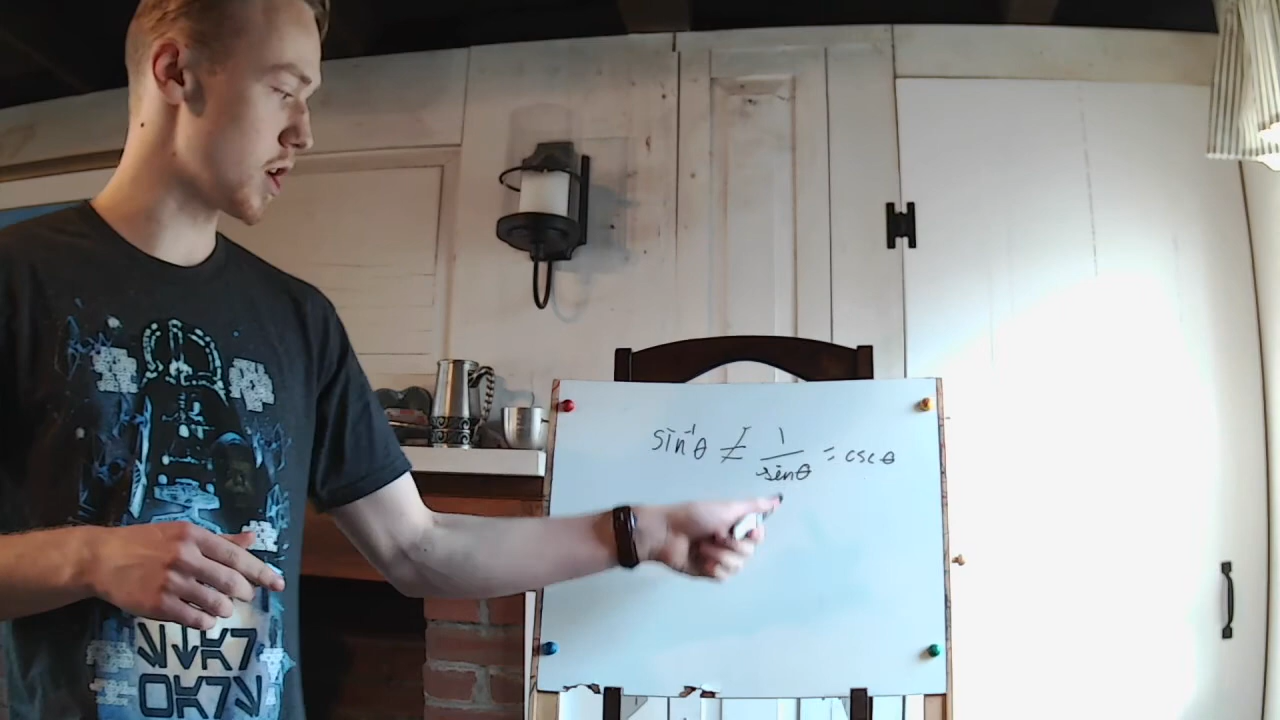 sin⁻¹θ ≠ 1/sinθ = cscθ